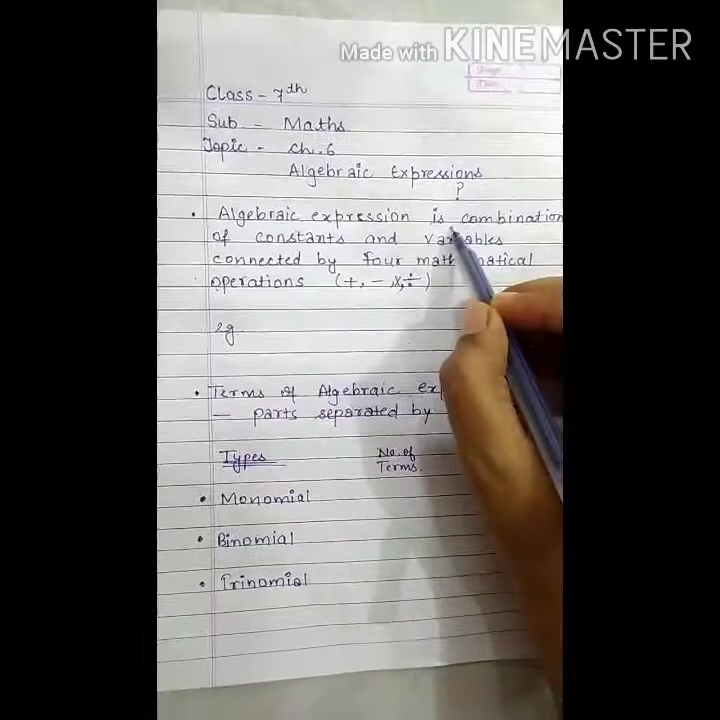 Made with KINEMASTER
Class - 7th
Sub - Maths
Topic - Ch.6
Algebraic Expressions
?
• Algebraic expression is combination
of constants and variables
connected by four mathematical
operations (+, -, x, ÷)
eg.
• Terms of Algebraic
— parts separated by
Types No. of
Terms.
• Monomial
• Binomial
• Trinomial